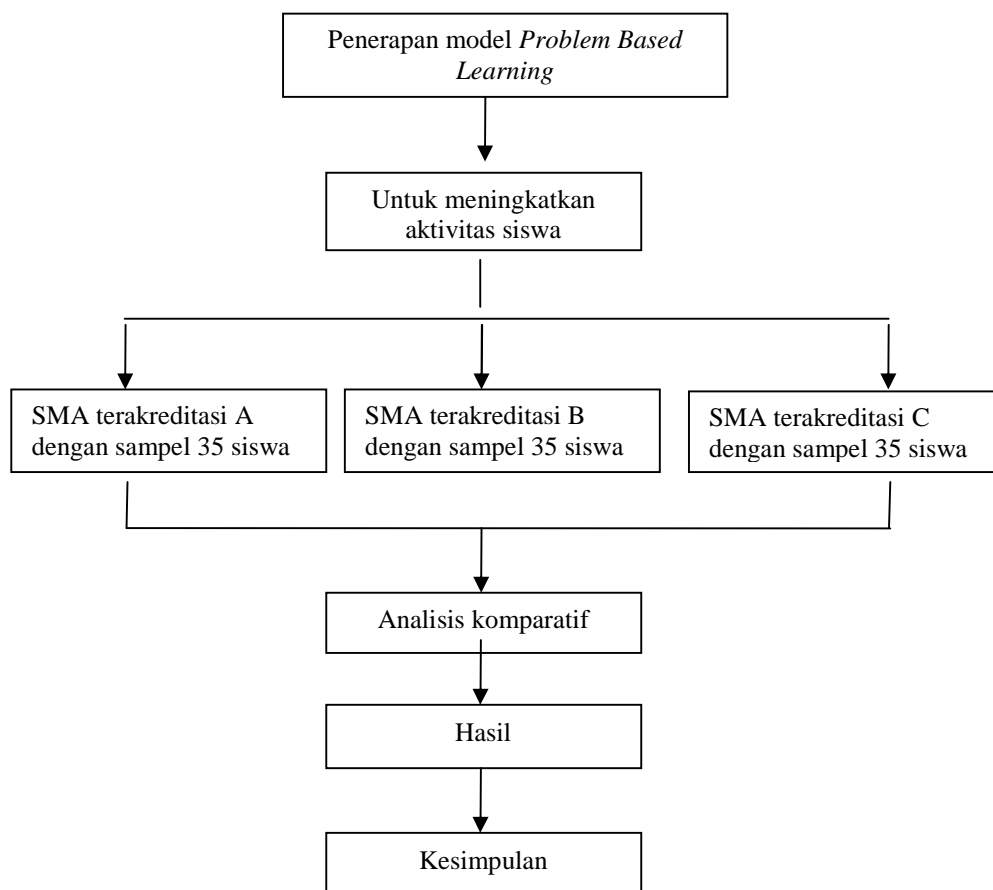 Penerapan model Problem Based
Learning
Untuk meningkatkan
aktivitas siswa
SMA terakreditasi A
dengan sampel 35 siswa
SMA terakreditasi B
dengan sampel 35 siswa
SMA terakreditasi C
dengan sampel 35 siswa
Analisis komparatif
Hasil
Kesimpulan